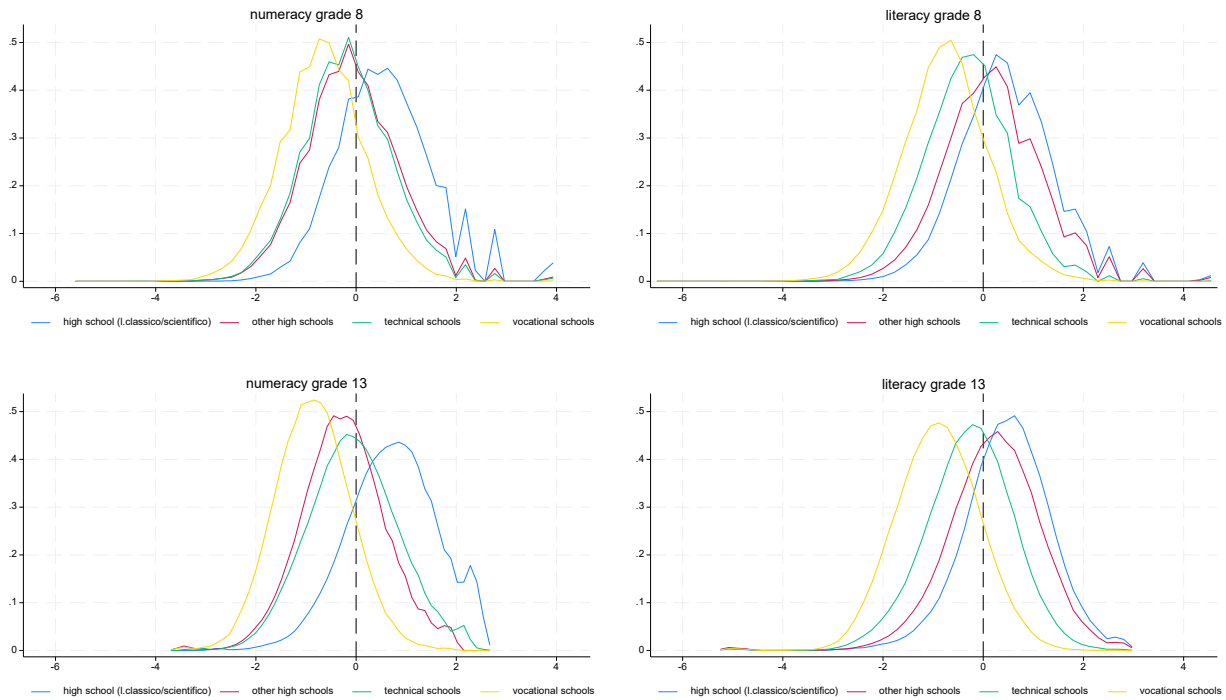 numacy grade 8
.5
.4
.3
.2
.1
0
-6 -4 -2 0 2 4
high school (l.classico/scientifico) other high schools technical schools vocational schools
literacy grade 8
.5
.4
.3
.2
.1
0
-6 -4 -2 0 2 4
high school (l.classico/scientifico) other high schools technical schools vocational schools
numeracy grade 13
.5
.4
.3
.2
.1
0
-6 -4 -2 0 2 4
high school (l.classico/scientifico) other high schools technical schools vocational schools
literacy grade 13
.5
.4
.3
.2
.1
0
-6 -4 -2 0 2 4
high school (l.classico/scientifico) other high schools technical schools vocational schools